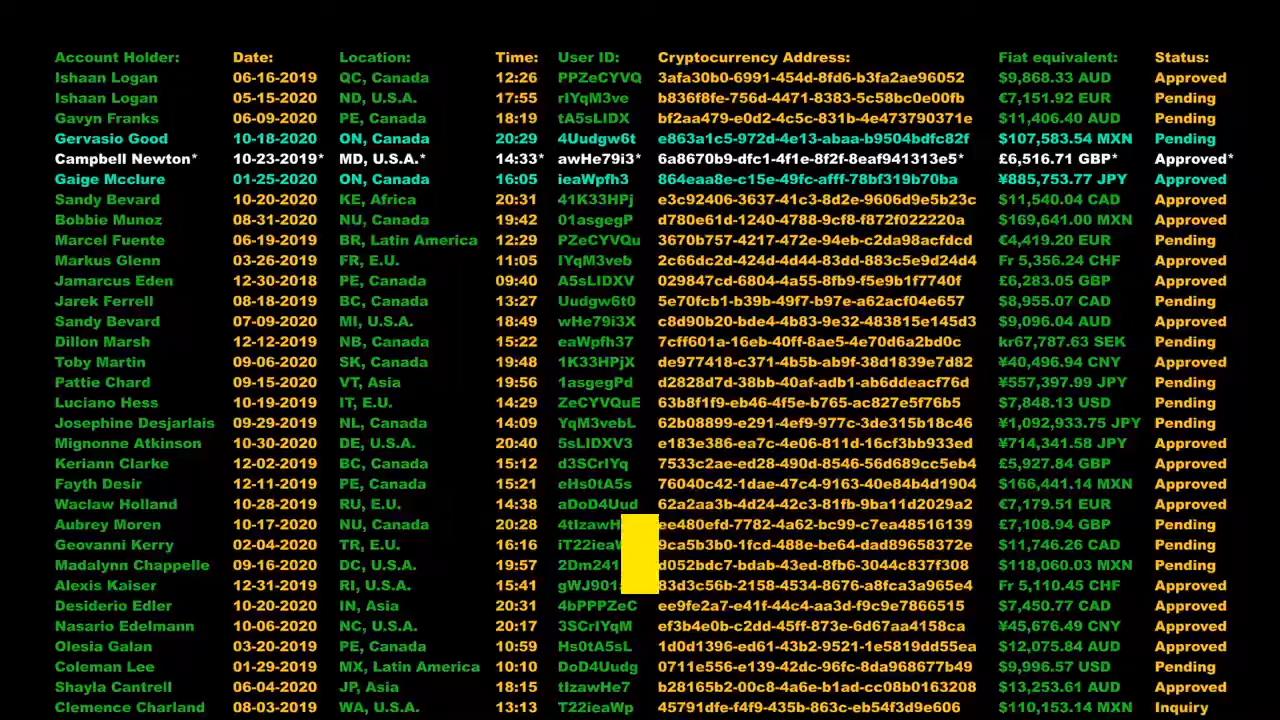 Account Holder: Date: Location: Time: User ID: Cryptocurrency Address: Fiat equivalent: Status:
Ishaan Logan 06-16-2019 QC, Canada 12:26 PPZeCYVQ 3afa30b0-6991-454d-8fd6-b3fa2ae96052 $9,868.33 AUD Approved
Ishaan Logan 05-15-2020 ND, U.S.A. 17:55 rIYqM3ve b836f8fe-756d-4471-8383-5c58bc0e00fb €7,151.92 EUR Pending
Gavyn Franks 06-09-2020 PE, Canada 18:19 tA5sLIDX bf2aa479-e0d2-4c5c-831b-4e473790371e $11,406.40 AUD Pending
Gervasio Good 10-18-2020 ON, Canada 20:29 4Uudgw6t e863a1c5-972d-4e13-abaa-b9504bdfc82f $107,583.54 MXN Pending
Campbell Newton* 10-23-2019* MD, U.S.A.* 14:33* awHe79i3* 6a8670b9-dfc1-4f1e-8f2f-8eaf941313e5* £6,516.71 GBP* Approved*
Gaige Mcclure 01-25-2020 ON, Canada 16:05 ieaWpfh3 864eaa8e-c15e-49fc-afff-78bf319b70ba ¥885,753.77 JPY Approved
Sandy Bevard 10-20-2020 KE, Africa 20:31 41K33HPj e3c92406-3637-41c3-8d2e-9606d9e5b23c $11,540.04 CAD Approved
Bobbie Munoz 08-31-2020 NU, Canada 19:42 01asgegP d780e61d-1240-4788-9cf8-f872f022220a $169,641.00 MXN Pending
Marcel Fuente 06-19-2019 BR, Latin America 12:29 PZeCYVQu 3670b757-4217-472e-94eb-c2da98acfdcd €4,419.20 EUR Pending
Markus Glenn 03-26-2019 FR, E.U. 11:05 IYqM3veb 2c66dc2d-424d-4d44-83dd-883c5e9d24d4 Fr 5,356.24 CHF Approved
Jamarcus Eden 12-30-2018 PE, Canada 09:40 A5sLIDXV 029847cd-6804-4a55-8fb9-f5e9b1f7740f £6,283.05 GBP Approved
Jarek Ferrell 08-18-2019 BC, Canada 13:27 Uudgw6t0 5e70fcb1-b39b-49f7-b97e-a62acf04e657 $8,955.07 CAD Pending
Sandy Bevard 07-09-2020 MI, U.S.A. 18:49 wHe79i3X c8d90b20-bde4-4b83-9e32-483815e145d3 $9,096.04 AUD Approved
Dillon Marsh 12-12-2019 NB, Canada 15:22 eaWpfh37 7cff601a-16eb-40ff-8ae5-4e70d6a2bd0c kr67,787.63 SEK Pending
Toby Martin 09-06-2020 SK, Canada 19:48 1K33HPjX de977418-c371-4b5b-ab9f-38d1839e7d82 ¥40,496.94 CNY Approved
Pattie Chard 09-15-2020 VT, Asia 19:56 1asgegPd d2828d7d-38bb-40af-adb1-ab6ddeacf76d ¥557,397.99 JPY Pending
Luciano Hess 10-19-2019 IT, E.U. 14:29 ZeCYVQuE 63b8f1f9-eb46-4f5e-b765-ac827e5f76b5 $7,848.13 USD Pending
Josephine Desjarlais 09-29-2019 NL, Canada 14:09 YqM3vebL 62b08899-e291-4ef9-977c-3de315b18c46 ¥1,092,933.75 JPY Pending
Mignonne Atkinson 10-30-2020 DE, U.S.A. 20:40 5sLIDXV3 e183e386-ea7c-4e06-811d-16cf3bb933ed ¥714,341.58 JPY Approved
Keriann Clarke 12-02-2019 BC, Canada 15:12 d3SCrIYq 7533c2ae-ed28-490d-8546-56d689cc5eb4 £5,927.84 GBP Approved
Fayth Desir 12-11-2019 PE, Canada 15:21 eHs0tA5s 76040c42-1dae-47c4-9163-40e84b4d1904 $166,441.14 MXN Approved
Waclaw Holland 10-28-2019 RU, E.U. 14:38 aDoD4Uud 62a2aa3b-4d24-42c3-81fb-9ba11d2029a2 €7,179.51 EUR Approved
Aubrey Moren 10-17-2020 NU, Canada 20:28 4tIzawH ee480efd-7782-4a62-bc99-c7ea48516139 £7,108.94 GBP Pending
Geovanni Kerry 02-04-2020 TR, E.U. 16:16 iT22iea 9ca5b3b0-1fcd-488e-be64-dad89658372e $11,746.26 CAD Pending
Madalynn Chappelle 09-16-2020 DC, U.S.A. 19:57 2Dm241 d052bdc7-bdab-43ed-8fb6-3044c837f308 $118,060.03 MXN Pending
Alexis Kaiser 12-31-2019 RI, U.S.A. 15:41 gWJ901 83d3c56b-2158-4534-8676-a8fca3a965e4 Fr 5,110.45 CHF Approved
Desiderio Edler 10-20-2020 IN, Asia 20:31 4bPPPZeC ee9fe2a7-e41f-44c4-aa3d-f9c9e7866515 $7,450.77 CAD Approved
Nasario Edelmann 10-06-2020 NC, U.S.A. 20:17 3SCrIYqM ef3b4e0b-c2dd-45ff-873e-6d67aa4158ca ¥45,676.49 CNY Approved
Olesia Galan 03-20-2019 PE, Canada 10:59 Hs0tA5sL 1d0d1396-ed61-43b2-9521-1e5819dd55ea $12,075.84 AUD Approved
Coleman Lee 01-29-2019 MX, Latin America 10:10 DoD4Uudg 0711e556-e139-42dc-96fc-8da968677b49 $9,996.57 USD Pending
Shayla Cantrell 06-04-2020 JP, Asia 18:15 tIzawHe7 b28165b2-00c8-4a6e-b1ad-cc08b0163208 $13,253.61 AUD Approved
Clemence Charland 08-03-2019 WA, U.S.A. 13:13 T22ieaWp 45791dfe-f4f9-435b-863c-eb54f3d9e606 $110,153.14 MXN Inquiry